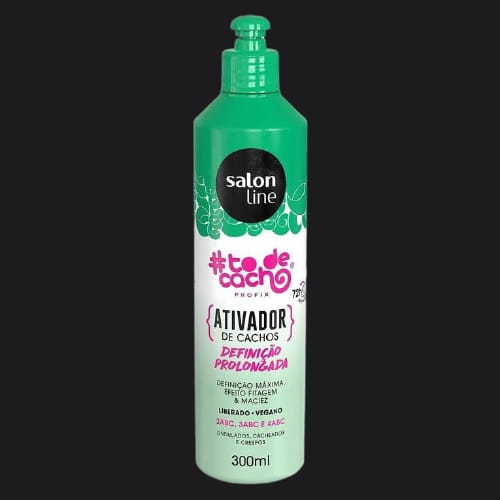 salon
line
#to de
cacho
PROFIX
72h
{ATIVADOR}
DE CACHOS
DEFINIÇÃO
PROLONGADA
DEFINIÇÃO MÁXIMA,
EFEITO FITAGEM
& MACIEZ
LIBERADO • VEGANO
2ABC, 3ABC E 4ABC
ONDULADOS, CACHEADOS
E CRESPOS
300ml